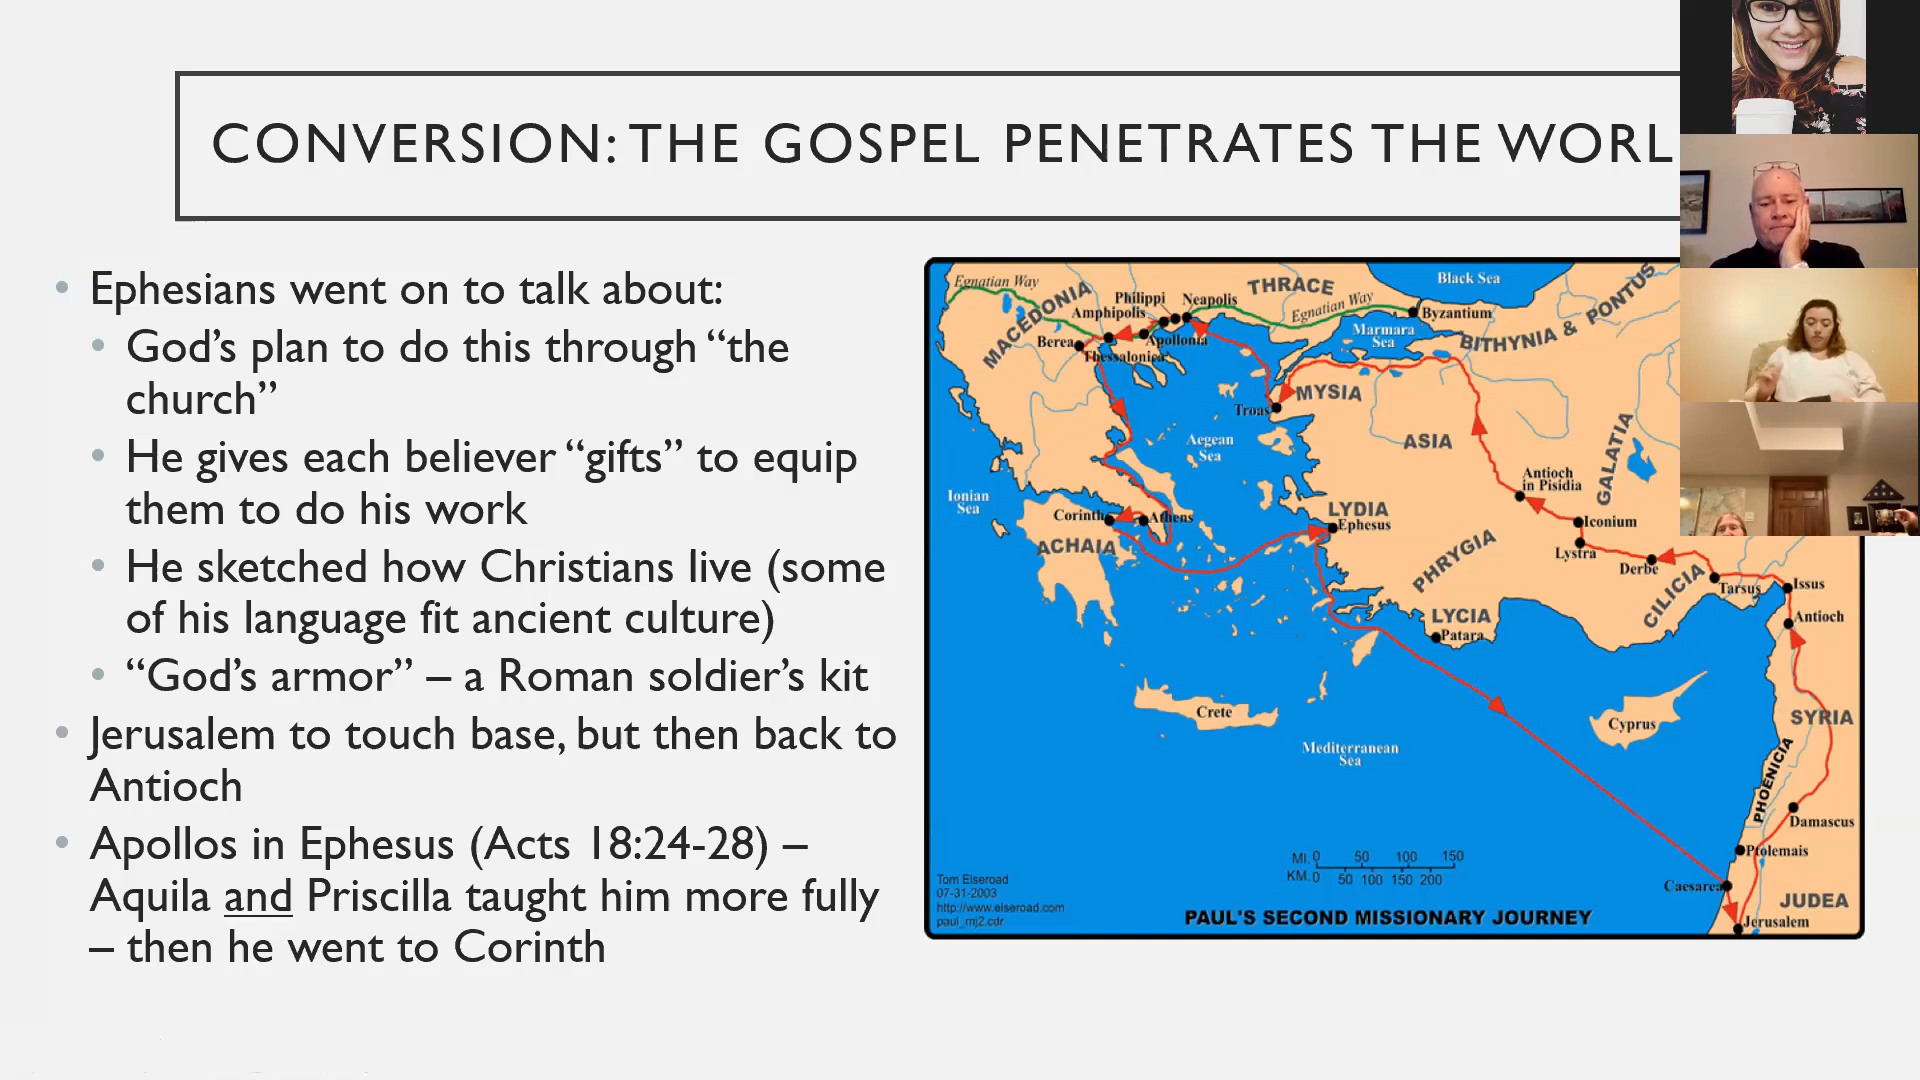 CONVERSION: THE GOSPEL PENETRATES THE WORL
Ephesians went on to talk about:
God’s plan to do this through “the
church”
He gives each believer “gifts” to equip
them to do his work
He sketched how Christians live (some
of his language fit ancient culture)
“God’s armor” – a Roman soldier’s kit
Jerusalem to touch base, but then back to
Antioch
Apollos in Ephesus (Acts 18:24-28) –
Aquila and Priscilla taught him more fully
– then he went to Corinth
Egnatian Way
MACEDONIA
Philippi
Neapolis
THRACE
Black Sea
Amphipolis
Egnatian Way
Byzantium
BITHYNIA & PONTUS
Berea
Apollonia
Thessalonica
Marmara
Sea
Troas
MYSIA
Aegean
Sea
ASIA
GALATIA
Antioch
in Pisidia
Ionian
Sea
Corinth
Athens
LYDIA
Ephesus
Iconium
ACHAIA
PHRYGIA
Lystra
Derbe
CILICIA
Tarsus
Issus
LYCIA
Patara
Antioch
Crete
Cyprus
SYRIA
Mediterranean
Sea
PHOENICIA
Damascus
Ptolemais
Caesarea
JUDEA
Jerusalem
MI. 0 50 100 150
KM. 0 50 100 150 200
Tom Elseroad
07-31-2003
http://www.elseroad.com
paul_mj2.cdr
PAUL'S SECOND MISSIONARY JOURNEY